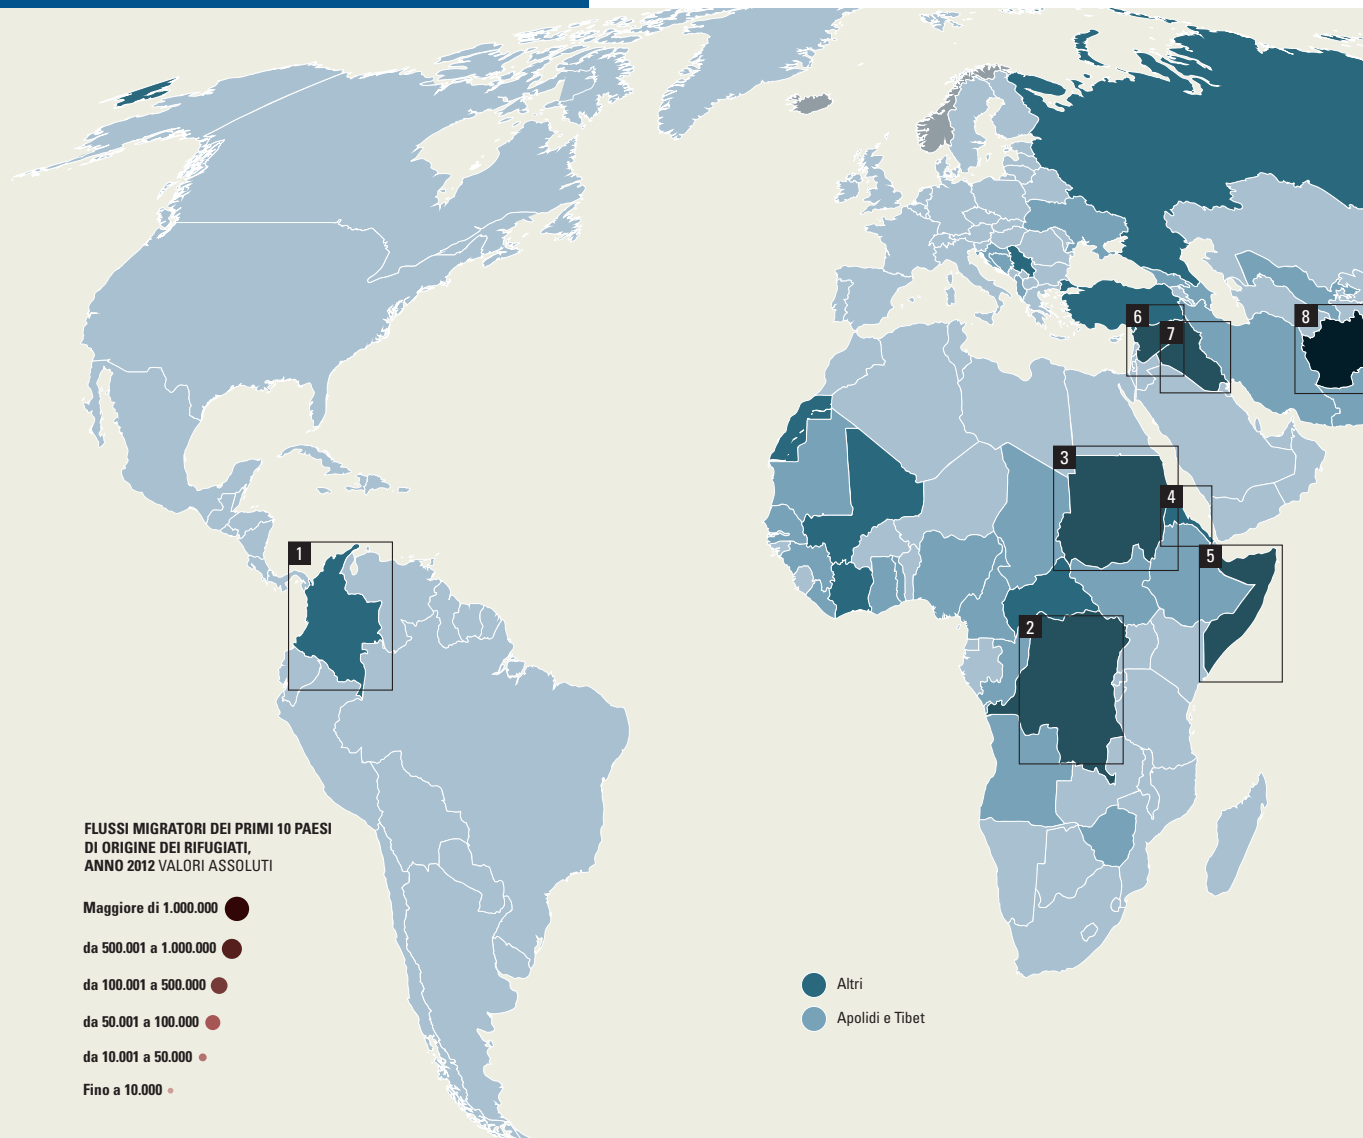 6
8
7
3
4
1
5
2
FLUSSI MIGRATORI DEI PRIMI 10 PAESI
DI ORIGINE DEI RIFUGIATI,
ANNO 2012 VALORI ASSOLUTI
Maggiore di 1.000.000
da 500.001 a 1.000.000
da 100.001 a 500.000
da 50.001 a 100.000
da 10.001 a 50.000
Fino a 10.000
Altri
Apolidi e Tibet